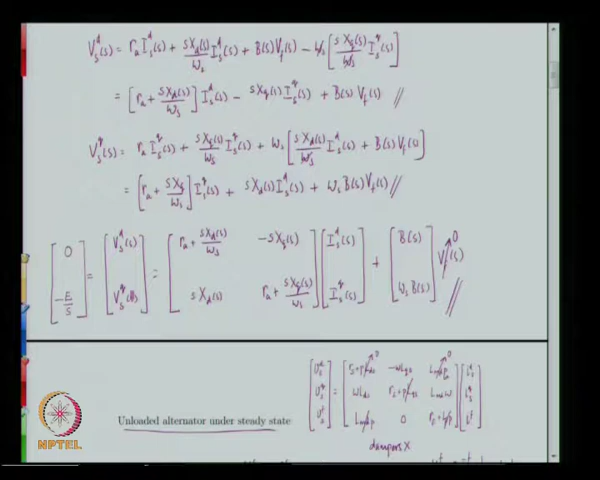 V_s^d(s) = r_a I_s^d(s) + sX_d(s)/ω_s I_s^d(s) + B(s) V_f(s) − ω_s [ sX_q(s)/ω_s I_s^q(s) ]
= [ r_a + sX_d(s)/ω_s ] I_s^d(s) − sX_q(s) I_s^q(s) + B(s) V_f(s) //
V_s^q(s) = r_a I_s^q(s) + sX_q(s)/ω_s I_s^q(s) + ω_s [ sX_d(s)/ω_s I_s^d(s) + B(s) V_f(s) ]
= [ r_a + sX_q/ω_s ] I_s^q(s) + sX_d(s) I_s^d(s) + ω_s B(s) V_f(s) //
[ 0 ; −E/s ] = [ V_s^d(s) ; V_s^q(s) ] = [ r_a + sX_d(s)/ω_s  −sX_q(s) ; sX_d(s)  r_a + sX_q(s)/ω_s ] [ I_s^d(s) ; I_s^q(s) ] + [ B(s) ; ω_s B(s) ] V_f(s) 0 //
Unloaded alternator under steady state
dampers X
NPTEL